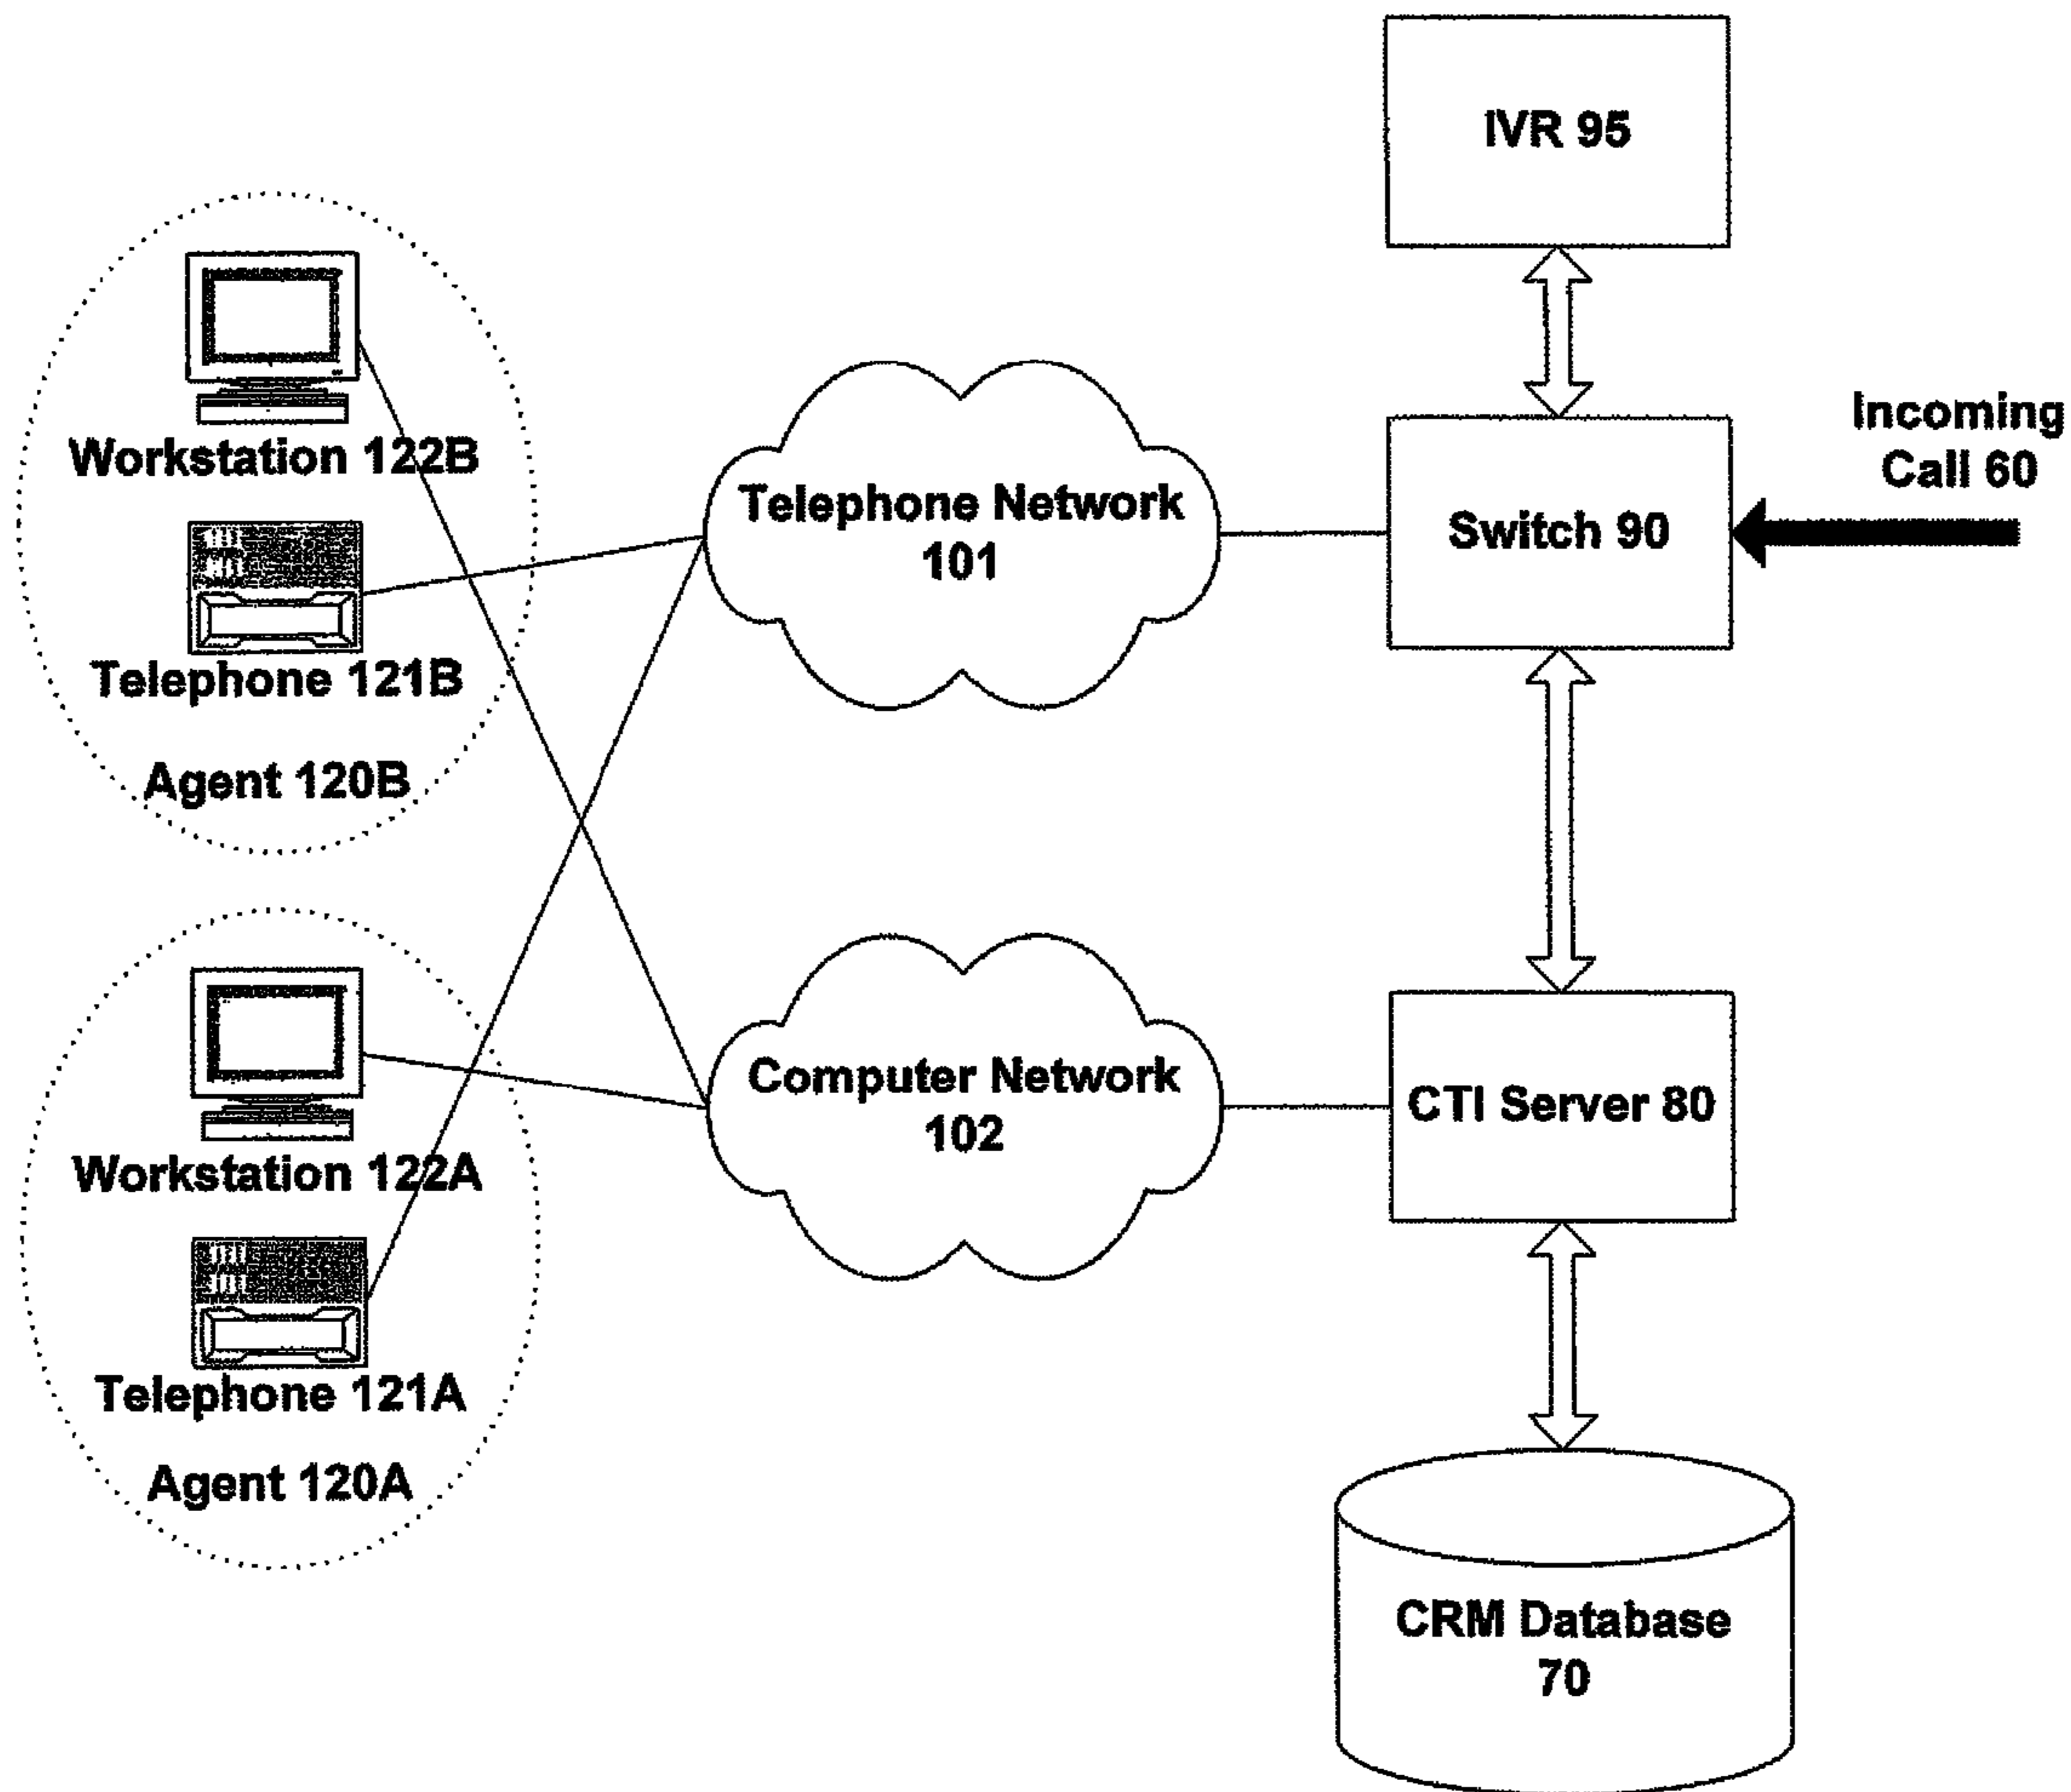 IVR 95
Incoming
Call 60
Workstation 122B
Telephone Network
101
Switch 90
Telephone 121B
Agent 120B
Computer Network
102
CTI Server 80
Workstation 122A
Telephone 121A
Agent 120A
CRM Database
70